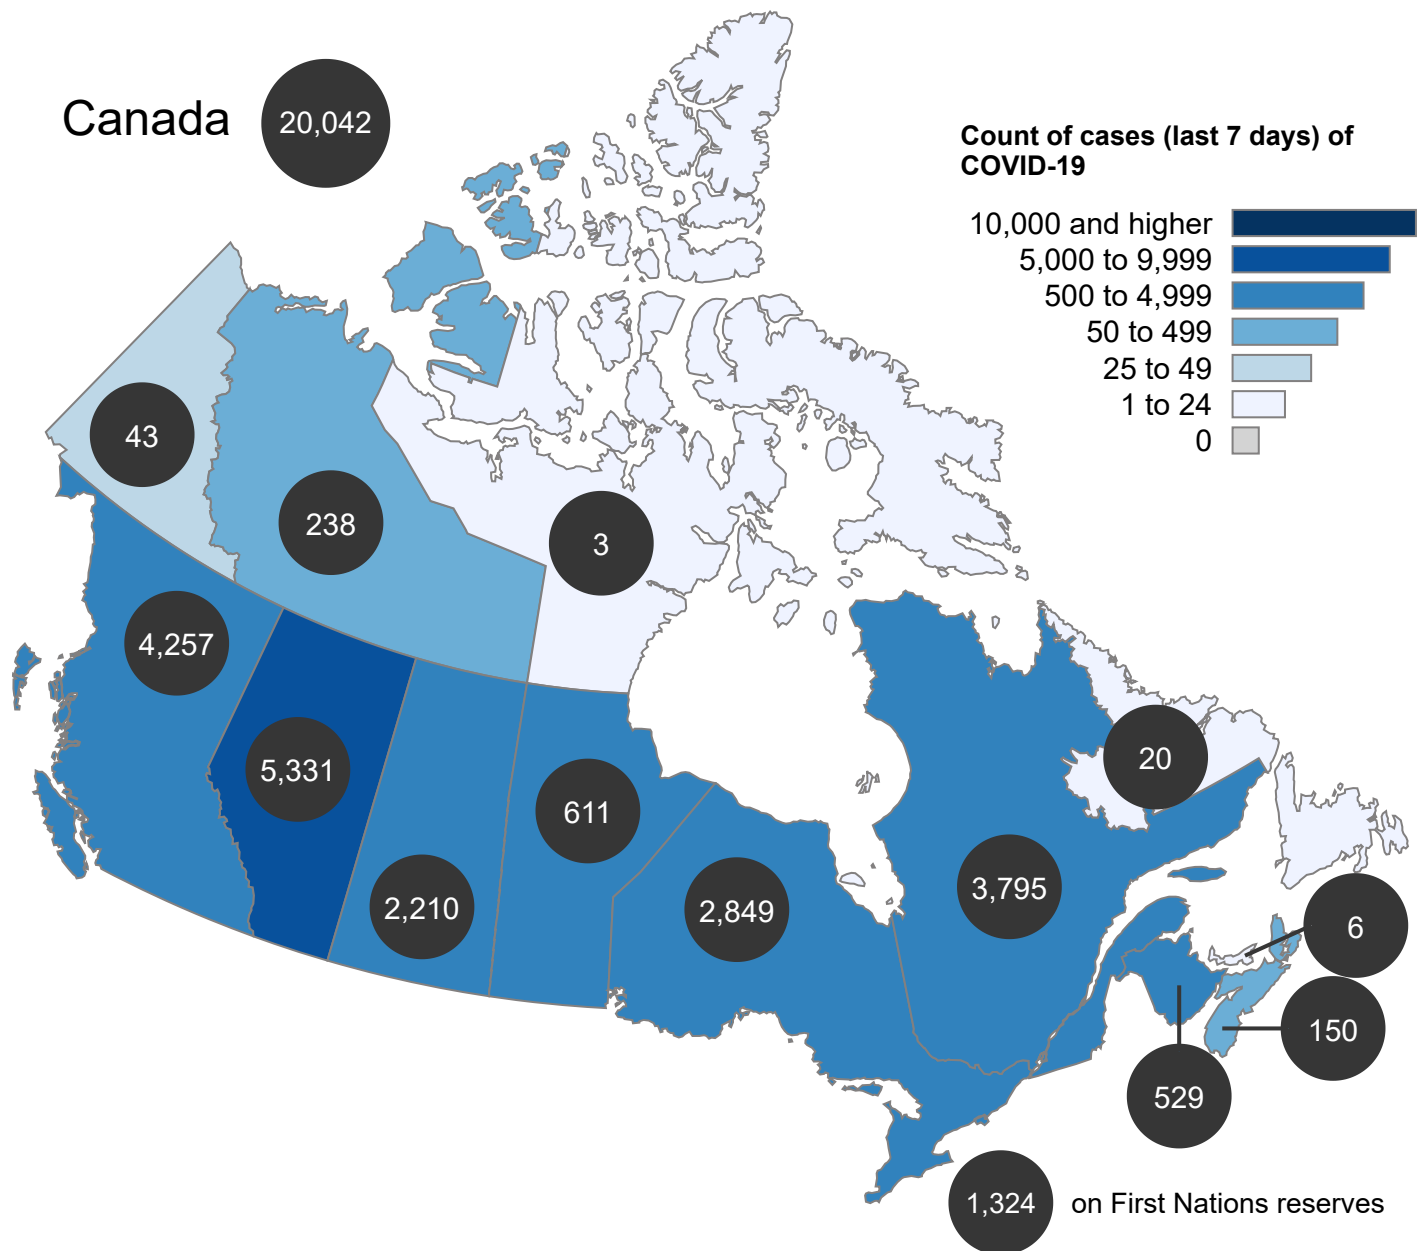 Canada
20,042
Count of cases (last 7 days) of
COVID-19
10,000 and higher
5,000 to 9,999
500 to 4,999
50 to 499
25 to 49
1 to 24
0
43
238
3
4,257
5,331
2,210
611
2,849
3,795
20
6
150
529
1,324
on First Nations reserves